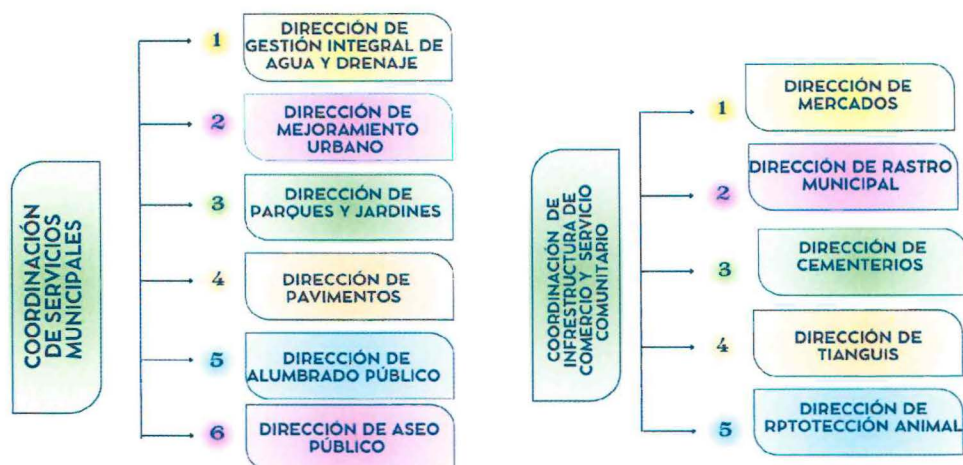 COORDINACIÓN
DE SERVICIOS
MUNICIPALES
1
DIRECCIÓN DE
GESTIÓN INTEGRAL DE
AGUA Y DRENAJE
2
DIRECCIÓN DE
MEJORAMIENTO
URBANO
3
DIRECCIÓN DE
PARQUES Y JARDINES
4
DIRECCIÓN DE
PAVIMENTOS
5
DIRECCIÓN DE
ALUMBRADO PÚBLICO
6
DIRECCIÓN DE ASEO
PÚBLICO
COORDINACIÓN DE
INFRESTRUCTURA DE
COMERCIO Y SERVICIO
COMUNITARIO
1
DIRECCIÓN DE
MERCADOS
2
DIRECCIÓN DE RASTRO
MUNICIPAL
3
DIRECCIÓN DE
CEMENTERIOS
4
DIRECCIÓN DE
TIANGUIS
5
DIRECCIÓN DE
RPTOTECCIÓN ANIMAL